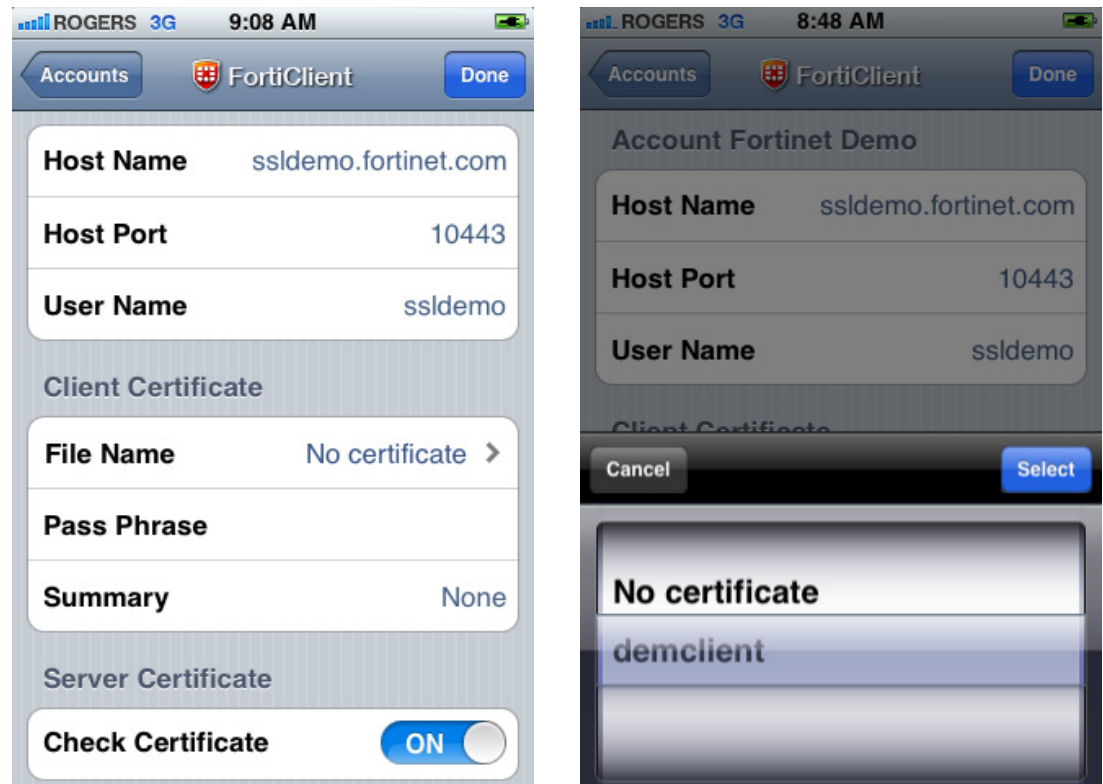 ROGERS 3G 9:08 AM
Accounts FortiClient Done
Host Name ssldemo.fortinet.com
Host Port 10443
User Name ssldemo
Client Certificate
File Name No certificate
Pass Phrase
Summary None
Server Certificate
Check Certificate ON
ROGERS 3G 8:48 AM
Accounts FortiClient Done
Account Fortinet Demo
Host Name ssldemo.fortinet.com
Host Port 10443
User Name ssldemo
Client Certificate
Cancel Select
No certificate
demclient